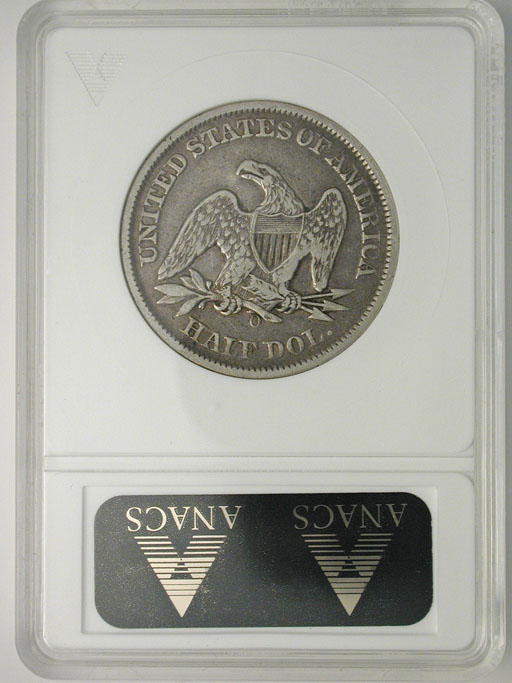 UNITED STATES OF AMERICA
O
HALF DOL.
ANACS ANACS